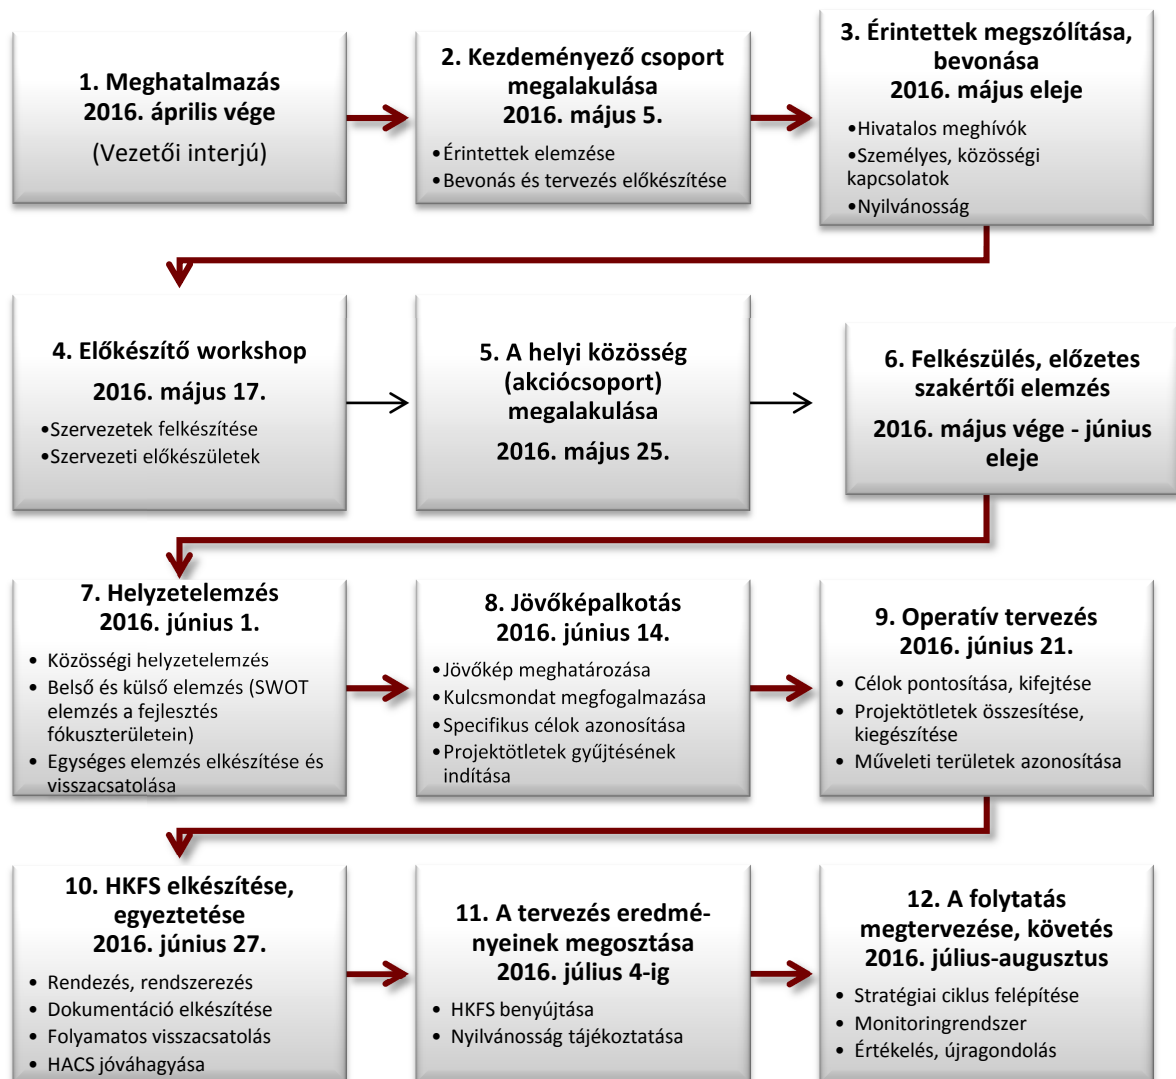 1. Meghatalmazás
2016. április vége
(Vezetői interjú)
2. Kezdeményező csoport
megalakulása
2016. május 5.
•Érintettek elemzése
•Bevonás és tervezés előkészítése
3. Érintettek megszólítása,
bevonása
2016. május eleje
•Hivatalos meghívók
•Személyes, közösségi
kapcsolatok
•Nyilvánosság
4. Előkészítő workshop
2016. május 17.
•Szervezetek felkészítése
•Szervezeti előkészületek
5. A helyi közösség
(akciócsoport)
megalakulása
2016. május 25.
6. Felkészülés, előzetes
szakértői elemzés
2016. május vége - június
eleje
7. Helyzetelemzés
2016. június 1.
• Közösségi helyzetelemzés
• Belső és külső elemzés (SWOT
elemzés a fejlesztés
fókuszterületein)
• Egységes elemzés elkészítése és
visszacsatolása
8. Jövőképalkotás
2016. június 14.
•Jövőkép meghatározása
•Kulcsmondat megfogalmazása
•Specifikus célok azonosítása
•Projektötletek gyűjtésének
indítása
9. Operatív tervezés
2016. június 21.
• Célok pontosítása, kifejtése
• Projektötletek összesítése,
kiegészítése
• Műveleti területek azonosítása
10. HKFS elkészítése,
egyeztetése
2016. június 27.
• Rendezés, rendszerezés
• Dokumentáció elkészítése
• Folyamatos visszacsatolás
• HACS jóváhagyása
11. A tervezés eredmé-
nyeinek megosztása
2016. július 4-ig
• HKFS benyújtása
• Nyilvánosság tájékoztatása
12. A folytatás
megtervezése, követés
2016. július-augusztus
• Stratégiai ciklus felépítése
• Monitoringrendszer
• Értékelés, újragondolás